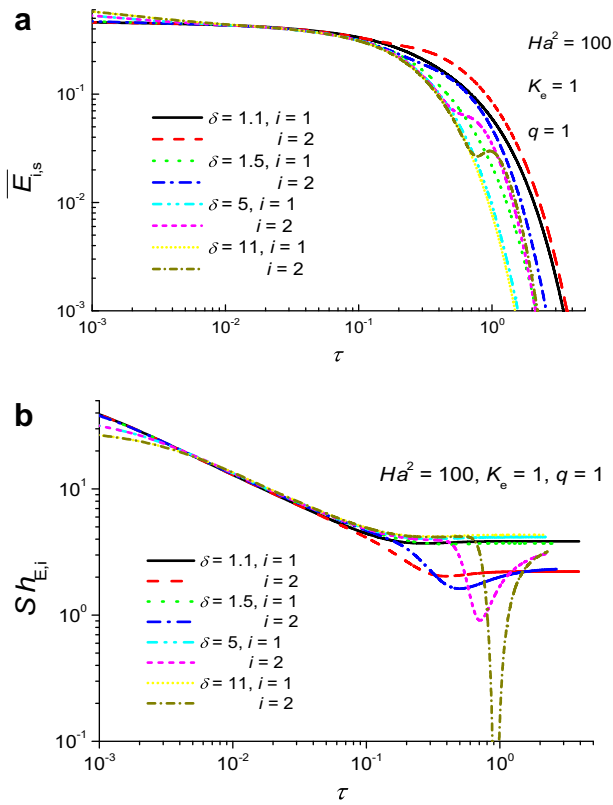 a
10⁻¹
10⁻²
10⁻³
E̅i,s
Ha² = 100
Ke = 1
q = 1
δ = 1.1, i = 1
i = 2
δ = 1.5, i = 1
i = 2
δ = 5, i = 1
i = 2
δ = 11, i = 1
i = 2
10⁻³ 10⁻² 10⁻¹ 10⁰
τ
b
10¹
10⁰
10⁻¹
ShE,i
Ha² = 100, Ke = 1, q = 1
δ = 1.1, i = 1
i = 2
δ = 1.5, i = 1
i = 2
δ = 5, i = 1
i = 2
δ = 11, i = 1
i = 2
10⁻³ 10⁻² 10⁻¹ 10⁰
τ